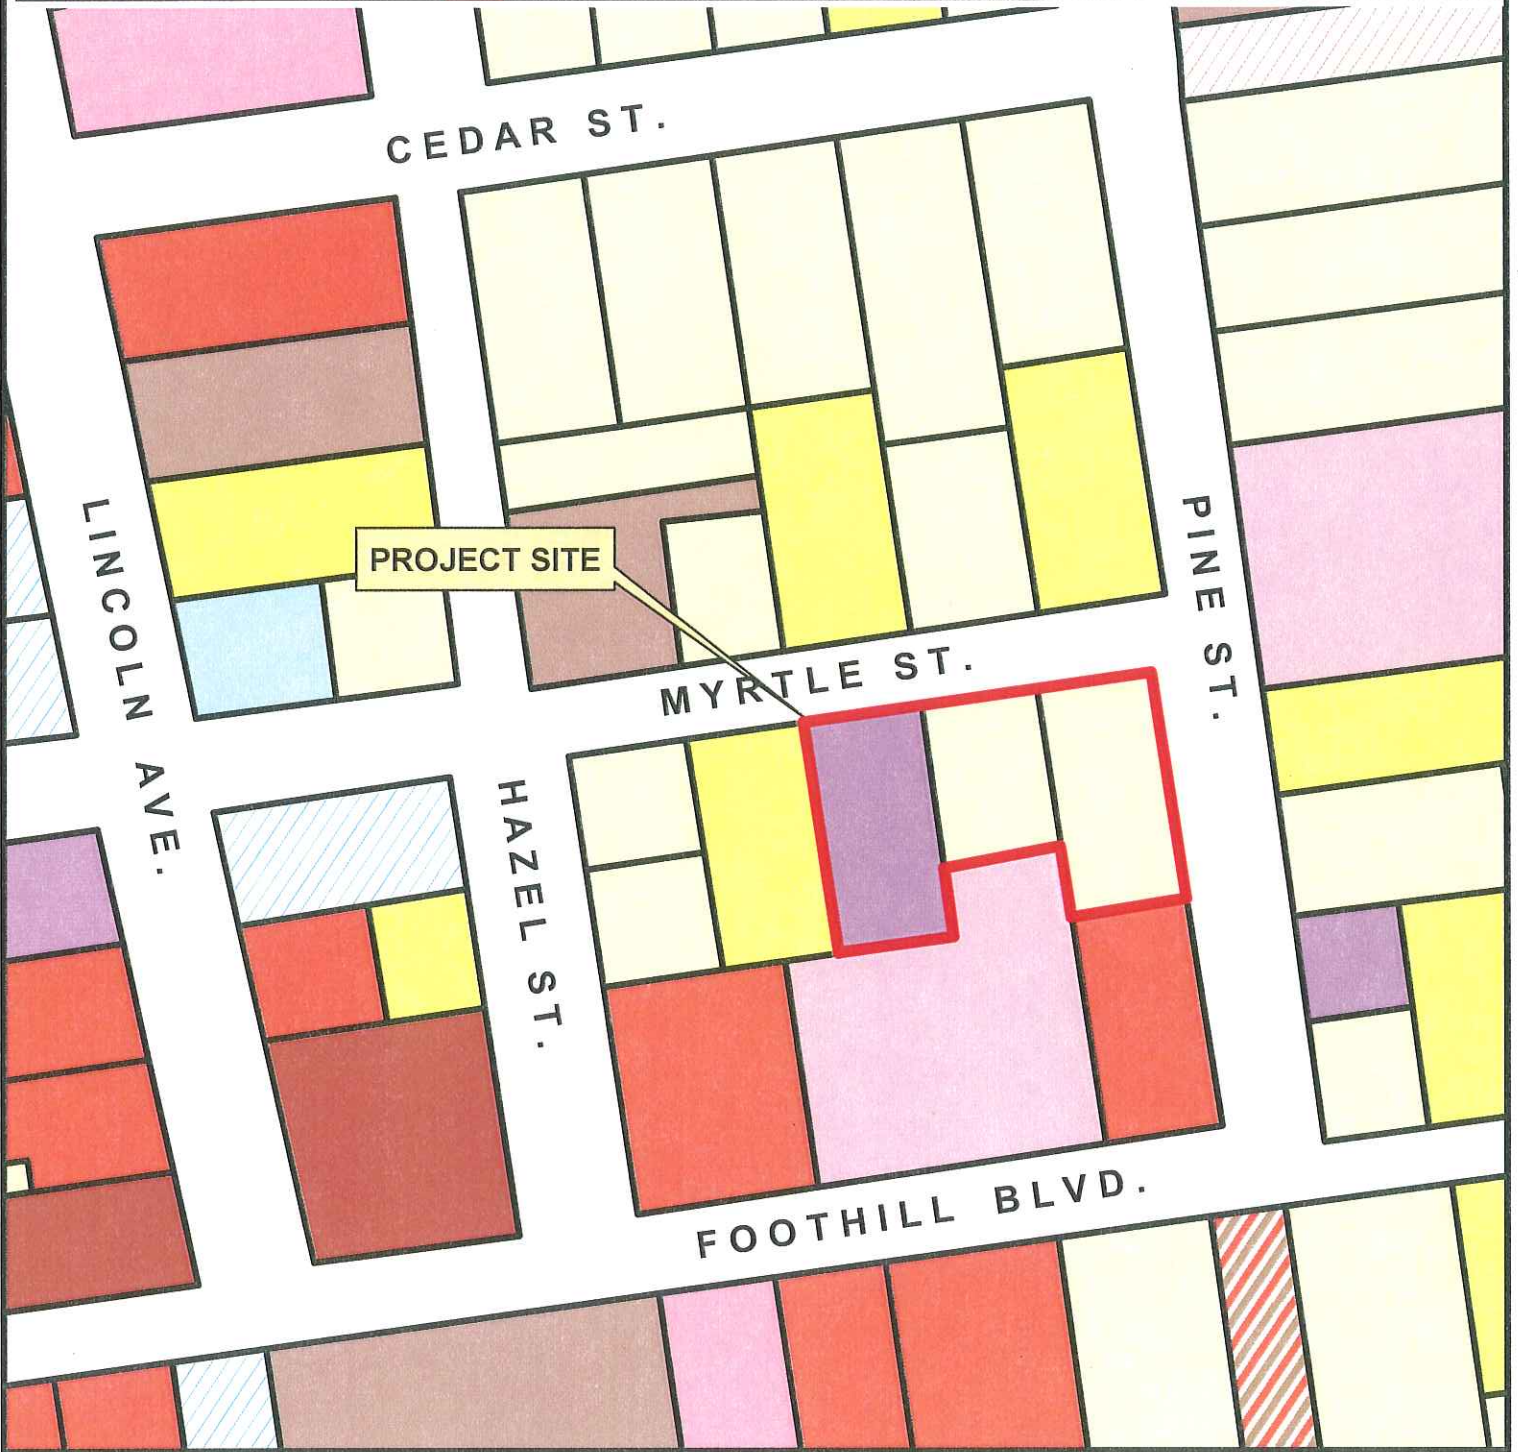 CEDAR ST.
LINCOLN AVE.
PROJECT SITE
PINE ST.
MYRTLE ST.
HAZEL ST.
FOOTHILL BLVD.